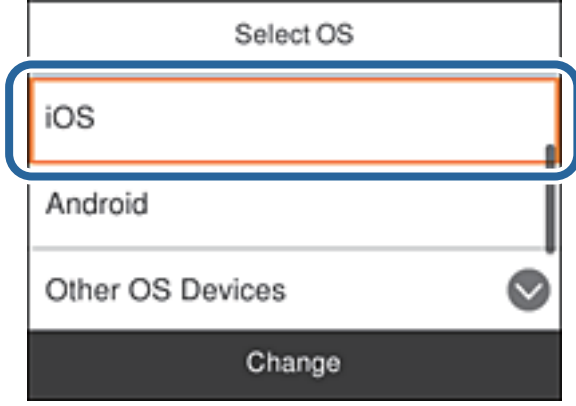 Select OS
iOS
Android
Other OS Devices
Change